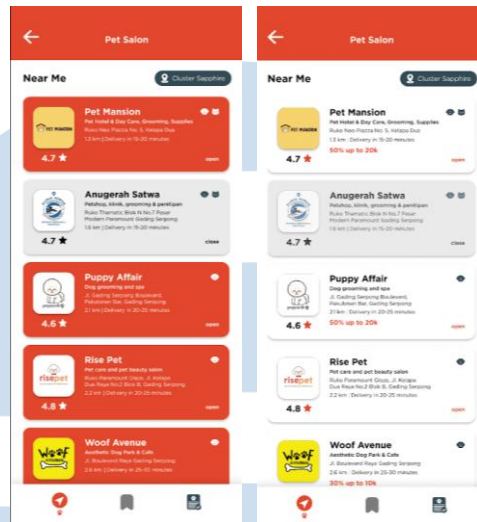 Pet Salon
Near Me
Cluster Sapphire
PET MANSION
Pet Mansion
Pet Hotel & Day Care, Grooming, Supplies
Ruko Neo Piazza No. 5, Kelapa Dua
1.3 km | Delivery in 15-20 minutes
4.7
open
Anugerah Satwa
Petshop, klinik, grooming & penitipan
Ruko Thematic Blok N No.7 Pasar
Modern Paramount Gading Serpong
1.6 km | Delivery in 15-20 minutes
4.7
close
Puppy Affair
Dog grooming and spa
Jl. Gading Serpong Boulevard,
Pakulonan Bar, Gading Serpong
2.1 km | Delivery in 20-25 minutes
4.6
open
risepet
Rise Pet
Pet care and pet beauty salon
Ruko Paramount Glaze, Jl. Kelapa
Dua Raya No.2 Blok B, Gading Serpong
2.2 km | Delivery in 20-25 minutes
4.8
open
Woof
Woof Avenue
Aesthetic Dog Park & Cafe
Jl. Boulevard Raya Gading Serpong
2.6 km | Delivery in 25-30 minutes
Pet Salon
Near Me
Cluster Sapphire
PET MANSION
Pet Mansion
Pet Hotel & Day Care, Grooming, Supplies
Ruko Neo Piazza No. 5, Kelapa Dua
1.3 km | Delivery in 15-20 minutes
50% up to 20k
4.7
open
Anugerah Satwa
Petshop, klinik, grooming & penitipan
Ruko Thematic Blok N No.7 Pasar
Modern Paramount Gading Serpong
1.6 km | Delivery in 15-20 minutes
4.7
close
Puppy Affair
Dog grooming and spa
Jl. Gading Serpong Boulevard,
Pakulonan Bar, Gading Serpong
2.1 km | Delivery in 20-25 minutes
50% up to 20k
4.6
open
risepet
Rise Pet
Pet care and pet beauty salon
Ruko Paramount Glaze, Jl. Kelapa
Dua Raya No.2 Blok B, Gading Serpong
2.2 km | Delivery in 20-25 minutes
4.8
open
Woof
Woof Avenue
Aesthetic Dog Park & Cafe
Jl. Boulevard Raya Gading Serpong
2.6 km | Delivery in 25-30 minutes
30% up to 10k